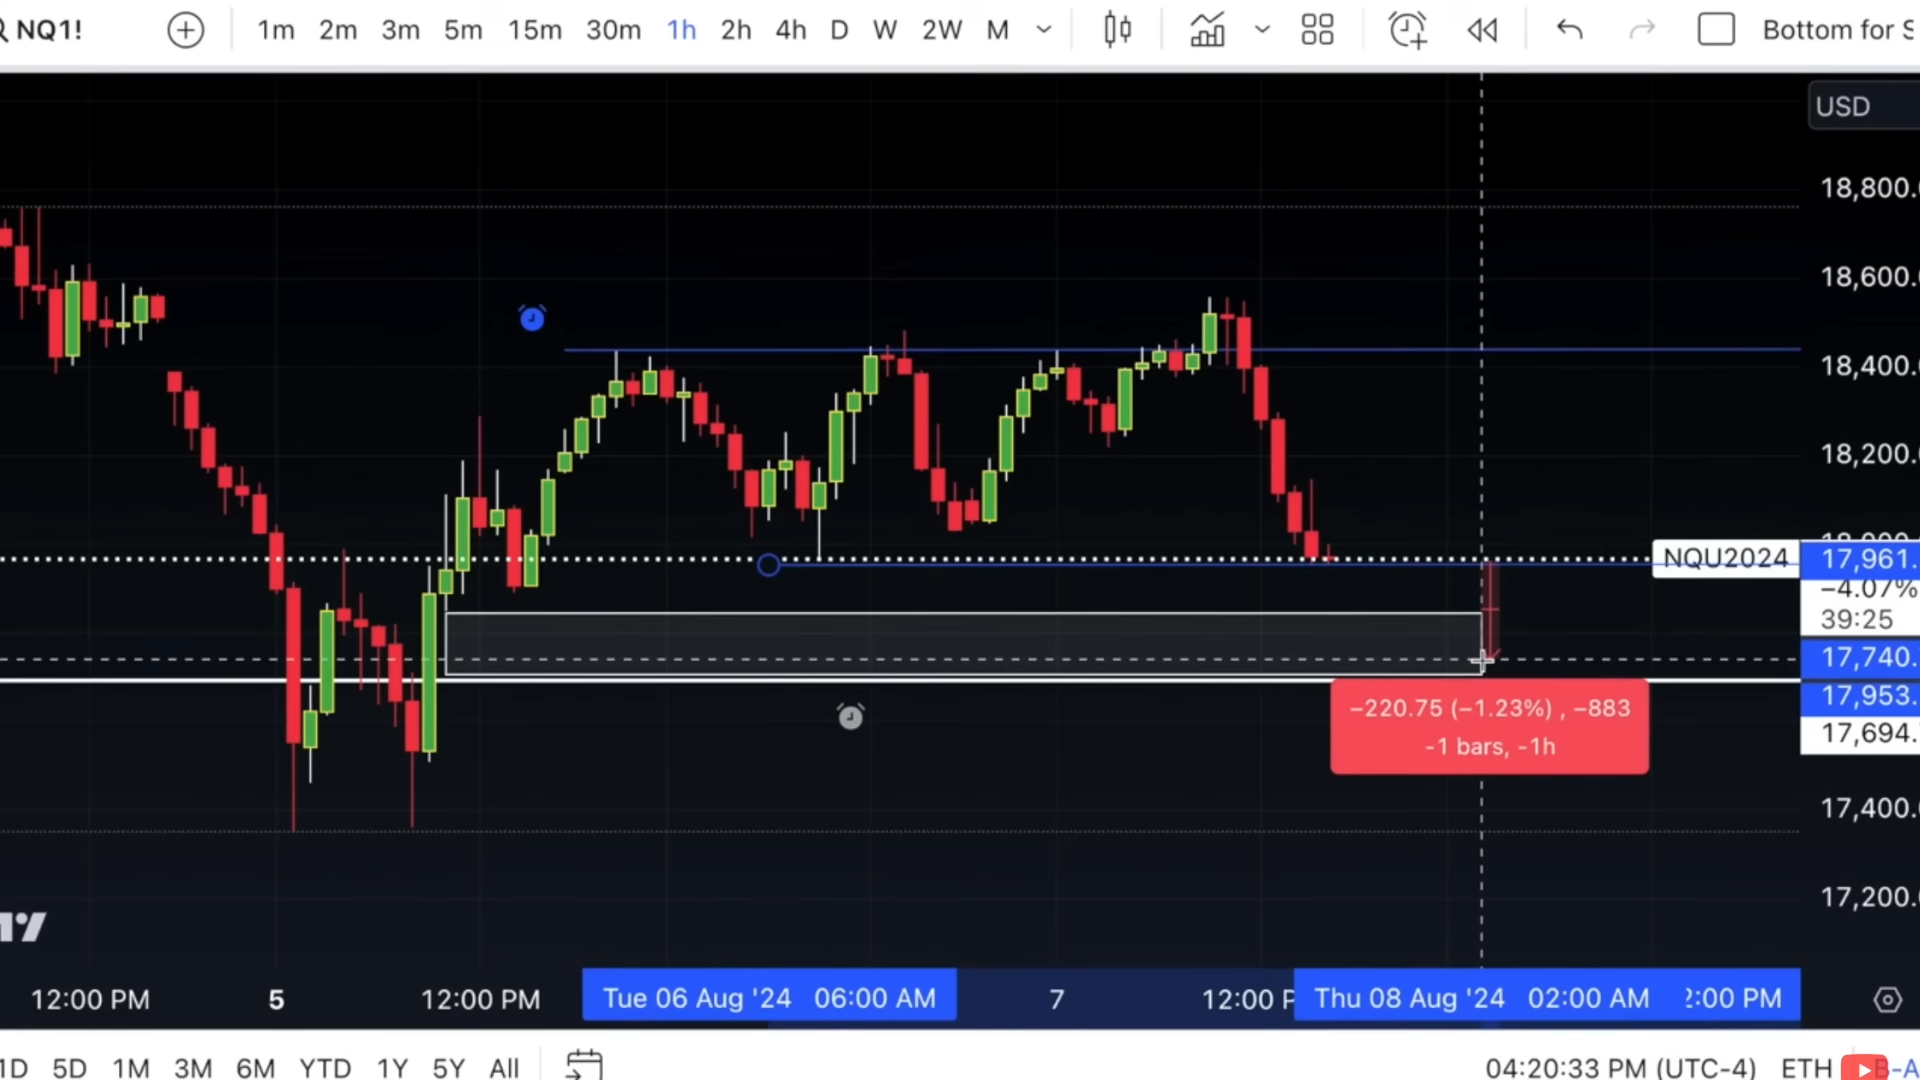 NQ1! 1m 2m 3m 5m 15m 30m 1h 2h 4h D W 2W M Bottom for S
USD
18,800.
18,600.
18,400.
18,200.
NQU2024 17,961.
−4.07%
39:25
17,740.
17,953.
−220.75 (−1.23%) , −883
17,694.
-1 bars, -1h
17,400.
17,200.
12:00 PM 5 12:00 PM Tue 06 Aug '24 06:00 AM 7 12:00 P Thu 08 Aug '24 02:00 AM 2:00 PM
1D 5D 1M 3M 6M YTD 1Y 5Y All 04:20:33 PM (UTC-4) ETH B-A